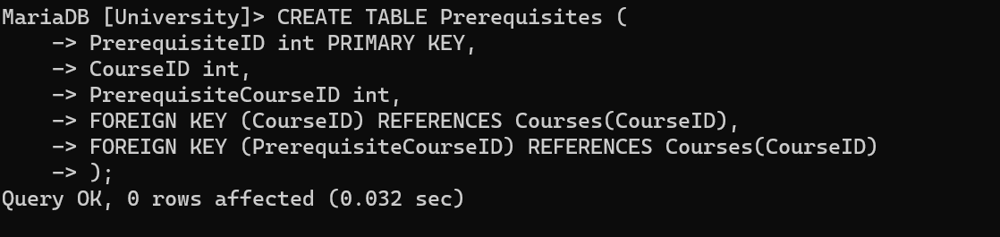 MariaDB [University]> CREATE TABLE Prerequisites (
    -> PrerequisiteID int PRIMARY KEY,
    -> CourseID int,
    -> PrerequisiteCourseID int,
    -> FOREIGN KEY (CourseID) REFERENCES Courses(CourseID),
    -> FOREIGN KEY (PrerequisiteCourseID) REFERENCES Courses(CourseID)
    -> );
Query OK, 0 rows affected (0.032 sec)